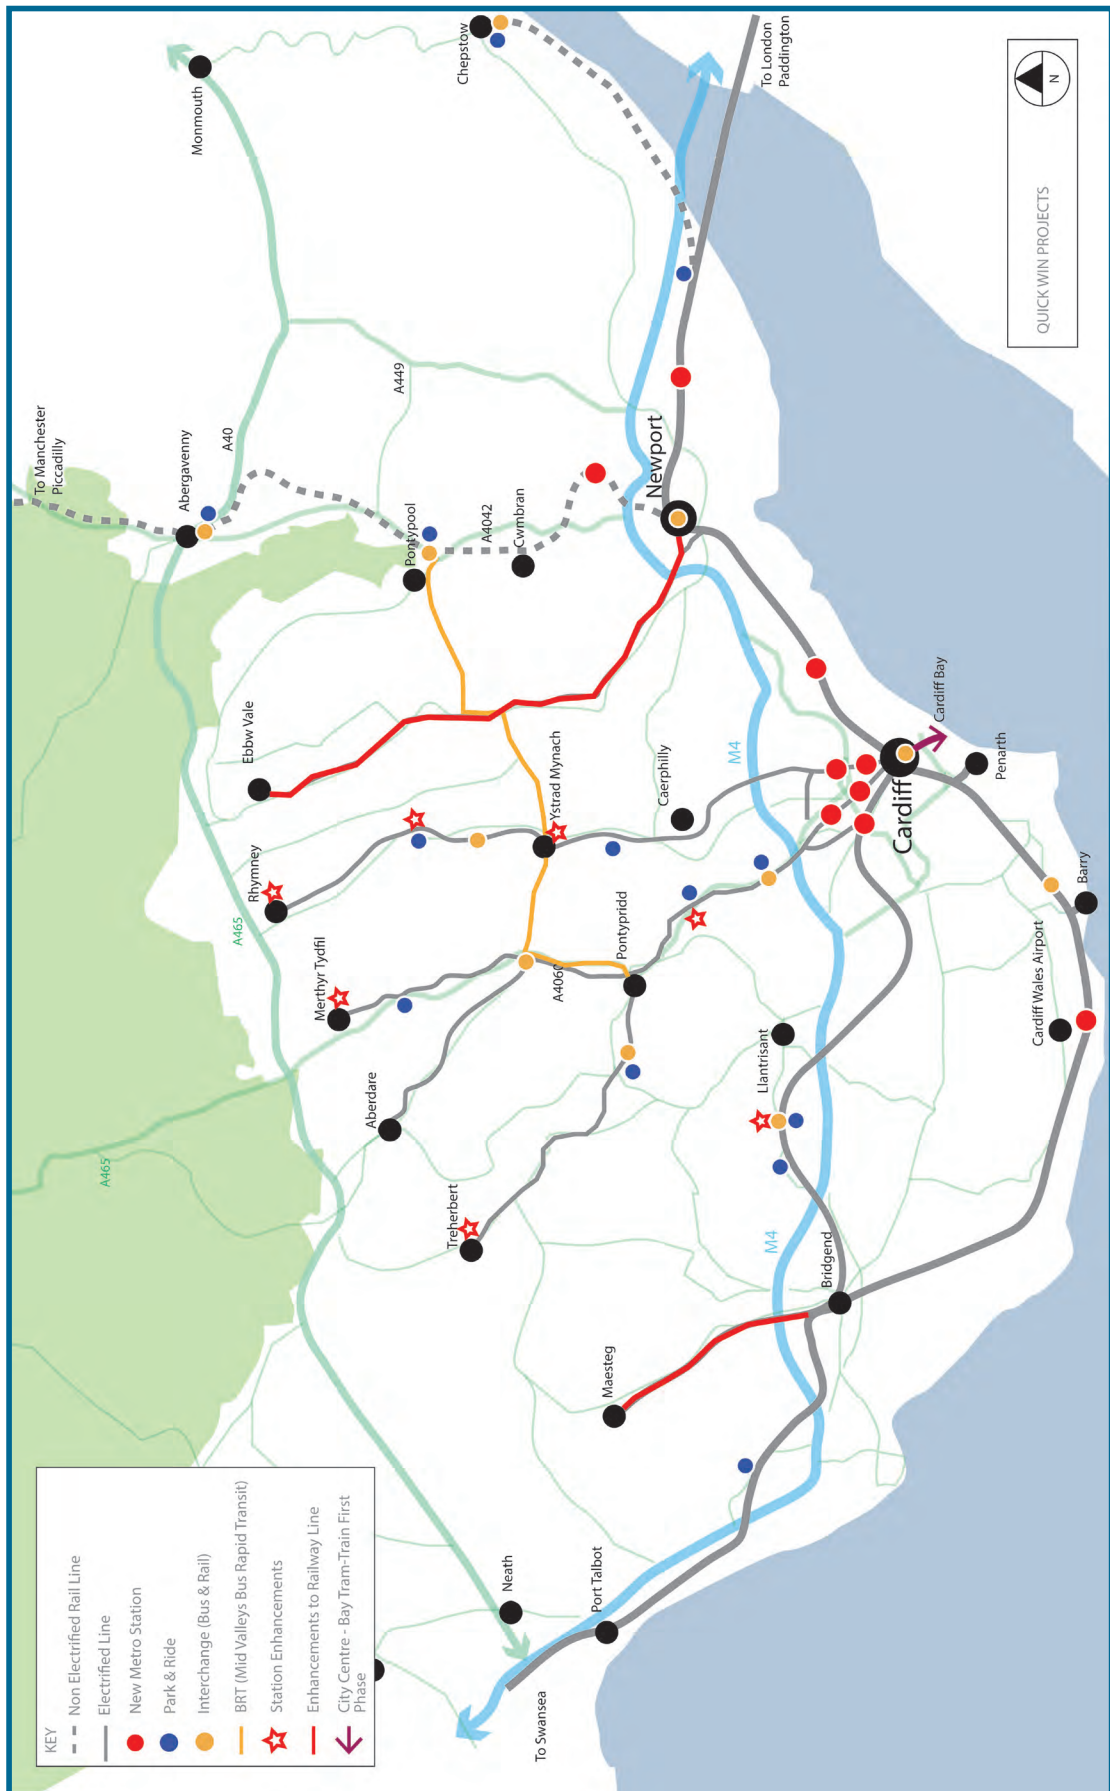 KEY
Non Electrified Rail Line
Electrified Line
New Metro Station
Park & Ride
Interchange (Bus & Rail)
BRT (Mid Valleys Bus Rapid Transit)
Station Enhancements
Enhancements to Railway Line
City Centre - Bay Tram-Train First
Phase
To Swansea
Port Talbot
Neath
Maesteg
Bridgend
M4
A465
Treherbert
Aberdare
Merthyr Tydfil
Rhymney
A465
Ebbw Vale
Llantrisant
Pontypridd
A4060
Ystrad Mynach
Caerphilly
Cardiff Wales Airport
Barry
Penarth
Cardiff
Cardiff Bay
M4
Newport
Cwmbran
A4042
Pontypool
Abergavenny
A40
A449
To Manchester
Piccadilly
Monmouth
Chepstow
To London
Paddington
QUICK WIN PROJECTS
N